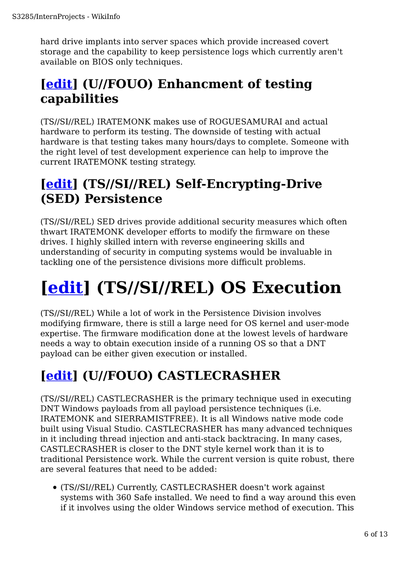 S3285/InternProjects - WikiInfo
hard drive implants into server spaces which provide increased covert
storage and the capability to keep persistence logs which currently aren't
available on BIOS only techniques.
[edit] (U//FOUO) Enhancment of testing
capabilities
(TS//SI//REL) IRATEMONK makes use of ROGUESAMURAI and actual
hardware to perform its testing. The downside of testing with actual
hardware is that testing takes many hours/days to complete. Someone with
the right level of test development experience can help to improve the
current IRATEMONK testing strategy.
[edit] (TS//SI//REL) Self-Encrypting-Drive
(SED) Persistence
(TS//SI//REL) SED drives provide additional security measures which often
thwart IRATEMONK developer efforts to modify the firmware on these
drives. I highly skilled intern with reverse engineering skills and
understanding of security in computing systems would be invaluable in
tackling one of the persistence divisions more difficult problems.
[edit] (TS//SI//REL) OS Execution
(TS//SI//REL) While a lot of work in the Persistence Division involves
modifying firmware, there is still a large need for OS kernel and user-mode
expertise. The firmware modification done at the lowest levels of hardware
needs a way to obtain execution inside of a running OS so that a DNT
payload can be either given execution or installed.
[edit] (U//FOUO) CASTLECRASHER
(TS//SI//REL) CASTLECRASHER is the primary technique used in executing
DNT Windows payloads from all payload persistence techniques (i.e.
IRATEMONK and SIERRAMISTFREE). It is all Windows native mode code
built using Visual Studio. CASTLECRASHER has many advanced techniques
in it including thread injection and anti-stack backtracing. In many cases,
CASTLECRASHER is closer to the DNT style kernel work than it is to
traditional Persistence work. While the current version is quite robust, there
are several features that need to be added:
• (TS//SI//REL) Currently, CASTLECRASHER doesn't work against
systems with 360 Safe installed. We need to find a way around this even
if it involves using the older Windows service method of execution. This
6 of 13